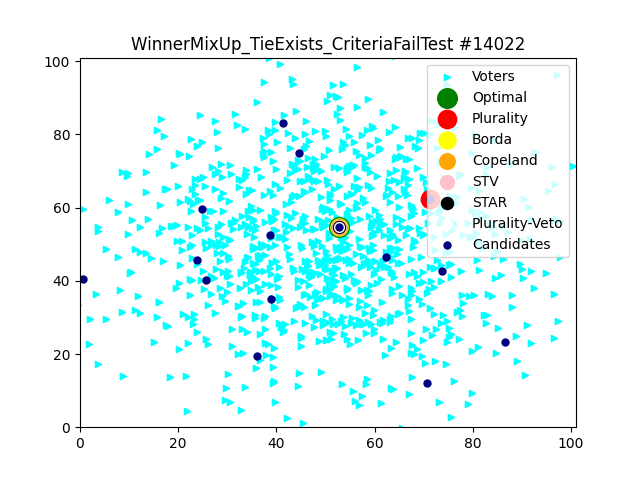 WinnerMixUp_TieExists_CriteriaFailTest #14022
100
80
60
40
20
0
0
20
40
60
80
100
Voters
Optimal
Plurality
Borda
Copeland
STV
STAR
Plurality-Veto
Candidates